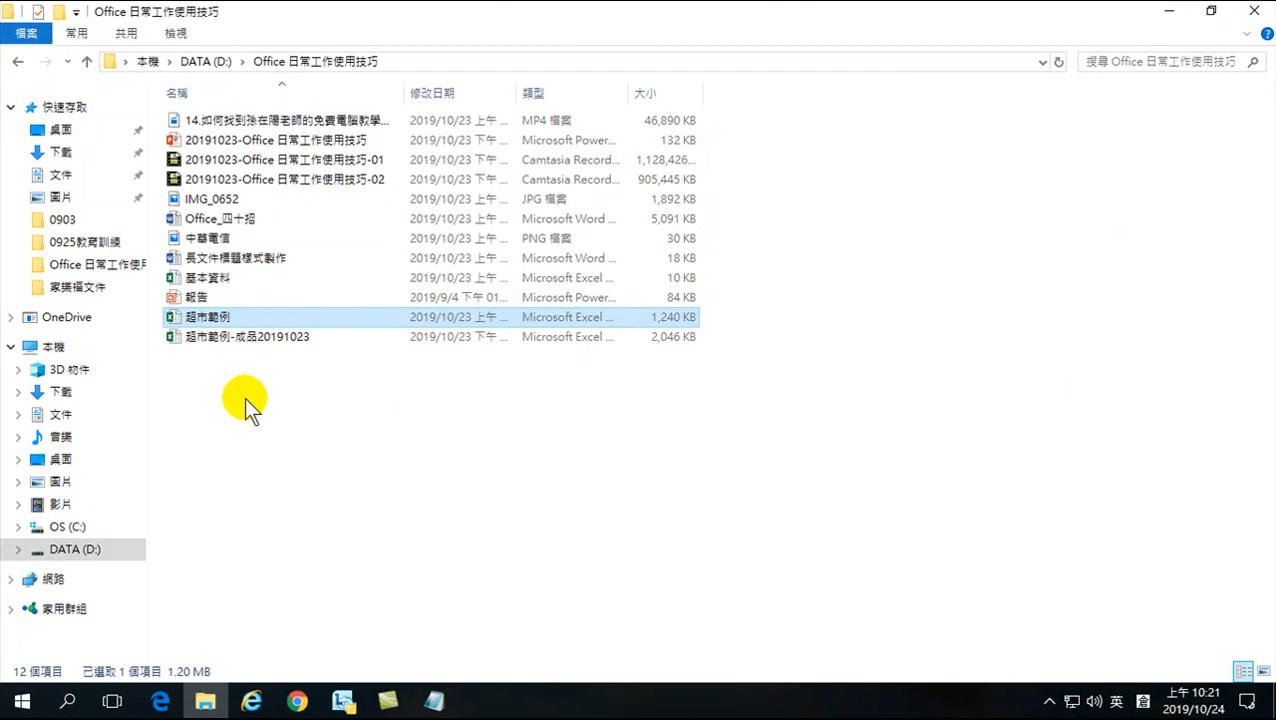 Office 日常工作使用技巧
檔案 常用 共用 檢視
本機 DATA (D:) Office 日常工作使用技巧 搜尋 Office 日常工作使用技巧
名稱 修改日期 類型 大小
14.如何找到孫在陽老師的免費電腦教學... 2019/10/23 上午 ... MP4 檔案 46,890 KB
20191023-Office 日常工作使用技巧 2019/10/23 上午 ... Microsoft Power... 132 KB
20191023-Office 日常工作使用技巧-01 2019/10/23 上午 ... Camtasia Record... 1,128,426...
20191023-Office 日常工作使用技巧-02 2019/10/23 下午 ... Camtasia Record... 905,445 KB
IMG_0652 2019/10/23 上午 ... JPG 檔案 1,892 KB
Office_四十招 2019/10/23 下午 ... Microsoft Word ... 5,091 KB
中華電信 2019/10/23 上午 ... PNG 檔案 30 KB
長文件標題樣式製作 2019/10/23 上午 ... Microsoft Word ... 18 KB
基本資料 2019/10/23 上午 ... Microsoft Excel ... 10 KB
報告 2019/9/4 下午 01... Microsoft Power... 84 KB
超市範例 2019/10/23 上午 ... Microsoft Excel ... 1,240 KB
超市範例-成品20191023 2019/10/23 下午 ... Microsoft Excel ... 2,046 KB
快速存取
桌面
下載
文件
圖片
0903
0925教育訓練
Office 日常工作使用
家樂福文件
OneDrive
本機
3D 物件
下載
文件
音樂
桌面
圖片
影片
OS (C:)
DATA (D:)
網路
家用群組
12 個項目 已選取 1 個項目 1.20 MB
英 倉 上午 10:21
2019/10/24